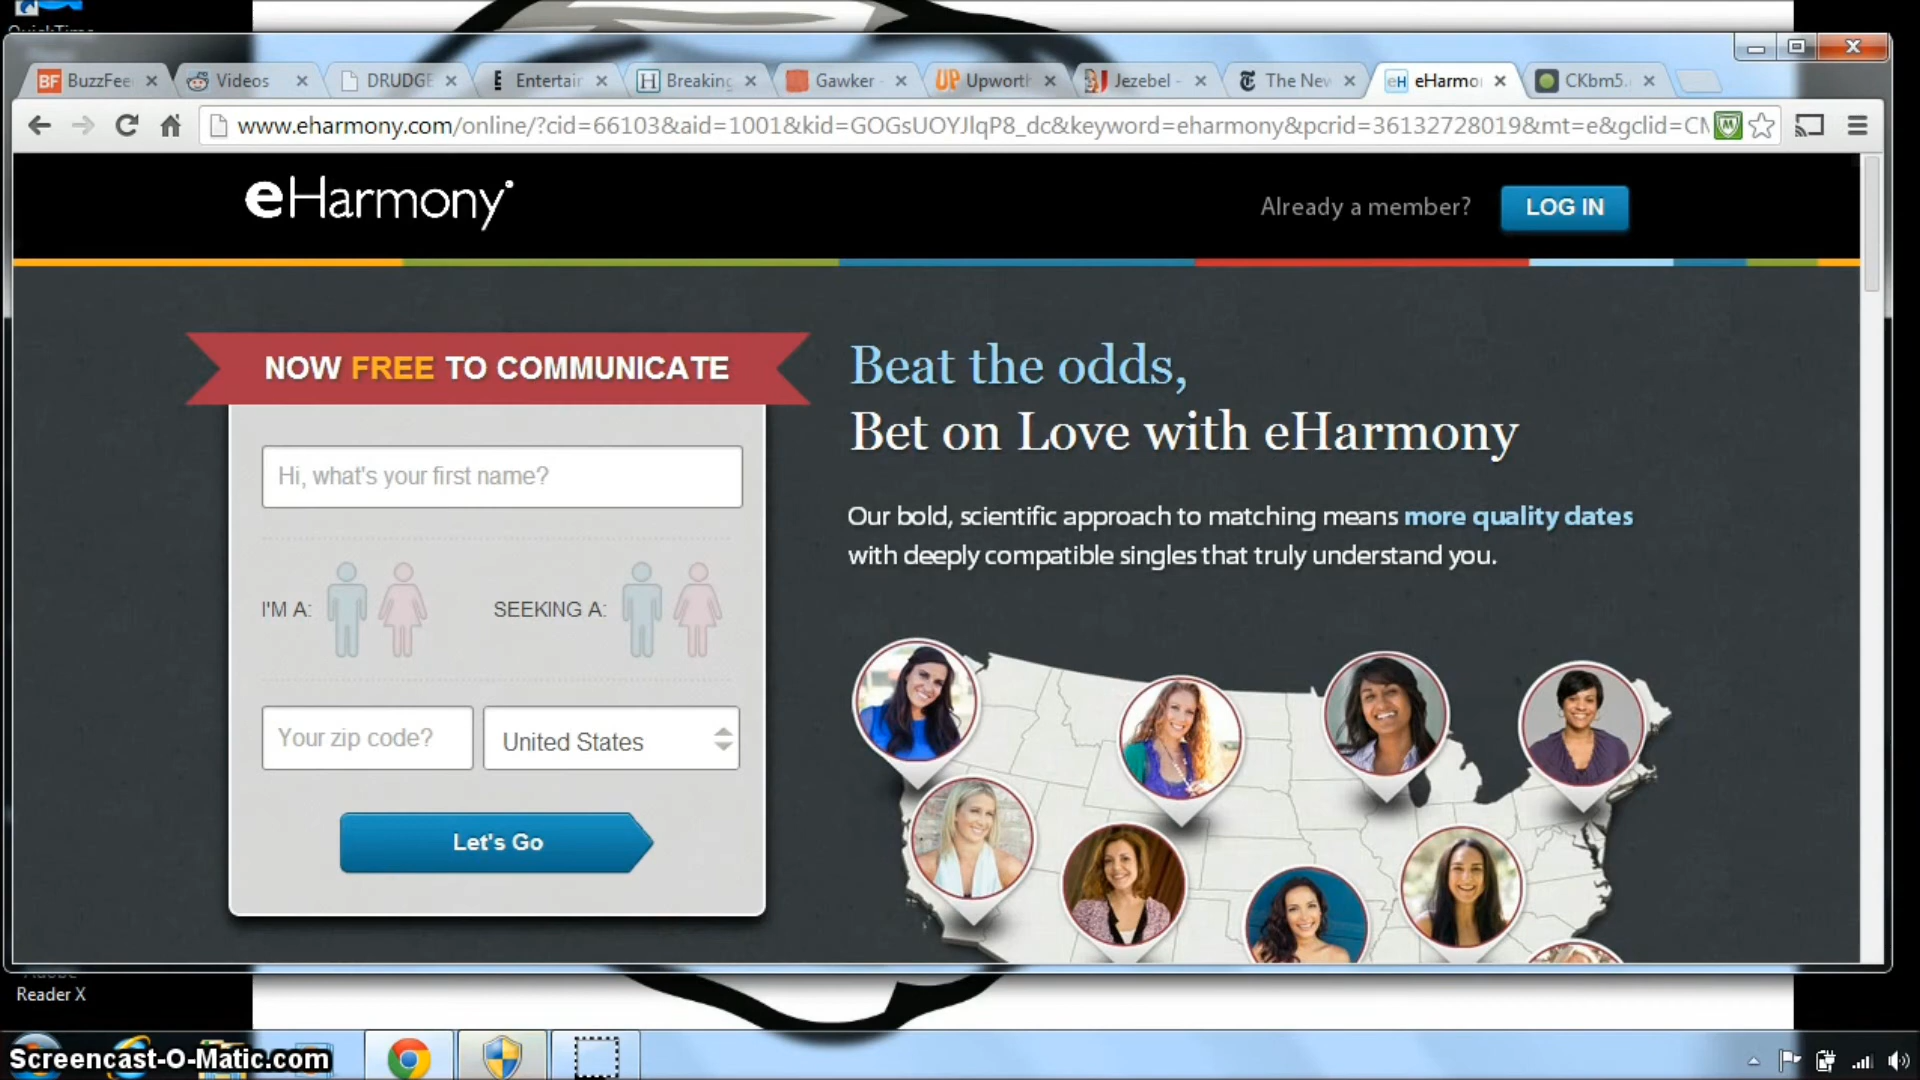 BuzzFee
Videos
DRUDGE
Entertain
Breaking
Gawker -
Upworth
Jezebel -
The New
eHarmo
CKbm5.
www.eharmony.com/online/?cid=66103&aid=1001&kid=GOGsUOYJlqP8_dc&keyword=eharmony&pcrid=36132728019&mt=e&gclid=CM
eHarmony
Already a member?
LOG IN
NOW FREE TO COMMUNICATE
Hi, what's your first name?
I'M A:
SEEKING A:
Your zip code?
United States
Let's Go
Beat the odds,
Bet on Love with eHarmony
Our bold, scientific approach to matching means more quality dates
with deeply compatible singles that truly understand you.
Reader X
Screencast-O-Matic.com